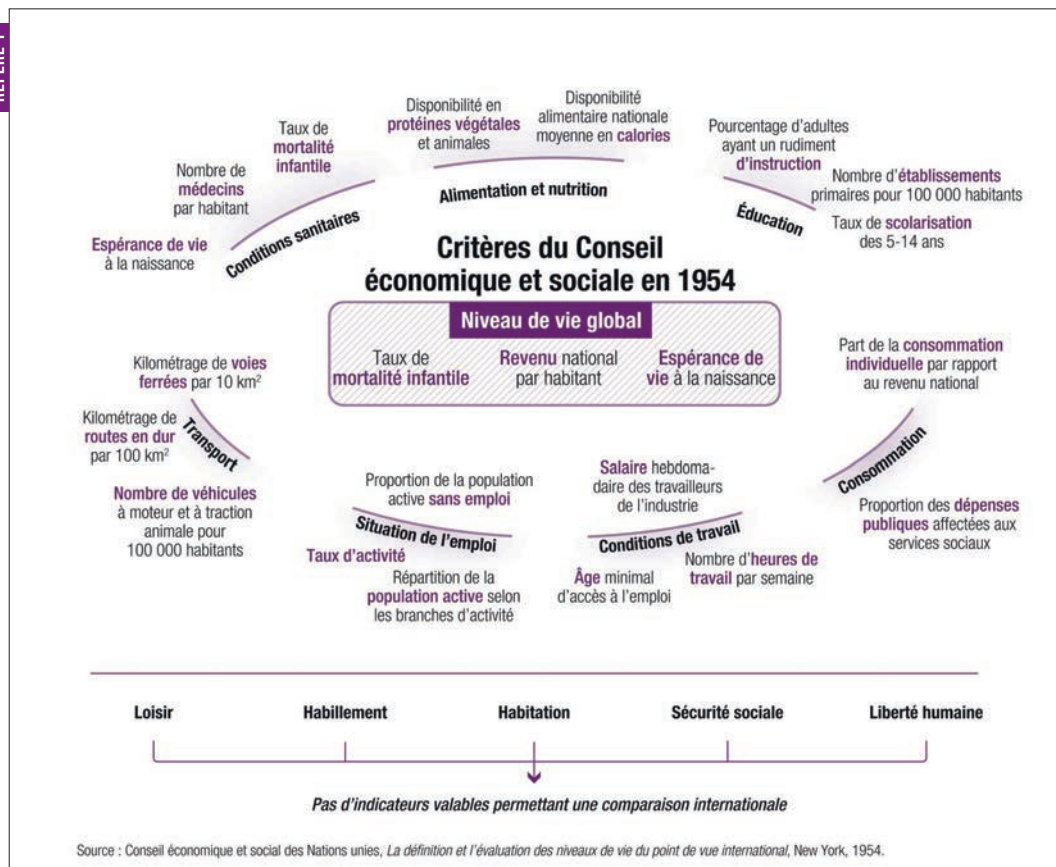 REPÈRE 1
Disponibilité en
protéines végétales
et animales
Disponibilité
alimentaire nationale
moyenne en calories
Taux de
mortalité
infantile
Nombre de
médecins
par habitant
Espérance de vie
à la naissance
Conditions sanitaires
Alimentation et nutrition
Pourcentage d'adultes
ayant un rudiment
d'instruction
Nombre d'établissements
primaires pour 100 000 habitants
Taux de scolarisation
des 5-14 ans
Éducation
Critères du Conseil
économique et sociale en 1954
Niveau de vie global
Taux de
mortalité infantile
Revenu national
par habitant
Espérance de
vie à la naissance
Kilométrage de voies
ferrées par 10 km²
Kilométrage de
routes en dur
par 100 km²
Nombre de véhicules
à moteur et à traction
animale pour
100 000 habitants
Transport
Proportion de la population
active sans emploi
Situation de l'emploi
Taux d'activité
Répartition de la
population active selon
les branches d'activité
Salaire hebdoma-
daire des travailleurs
de l'industrie
Conditions de travail
Âge minimal
d'accès à l'emploi
Nombre d'heures de
travail par semaine
Part de la consommation
individuelle par rapport
au revenu national
Consommation
Proportion des dépenses
publiques affectées aux
services sociaux
Loisir
Habillement
Habitation
Sécurité sociale
Liberté humaine
Pas d'indicateurs valables permettant une comparaison internationale
Source : Conseil économique et social des Nations unies, La définition et l'évaluation des niveaux de vie du point de vue international, New York, 1954.